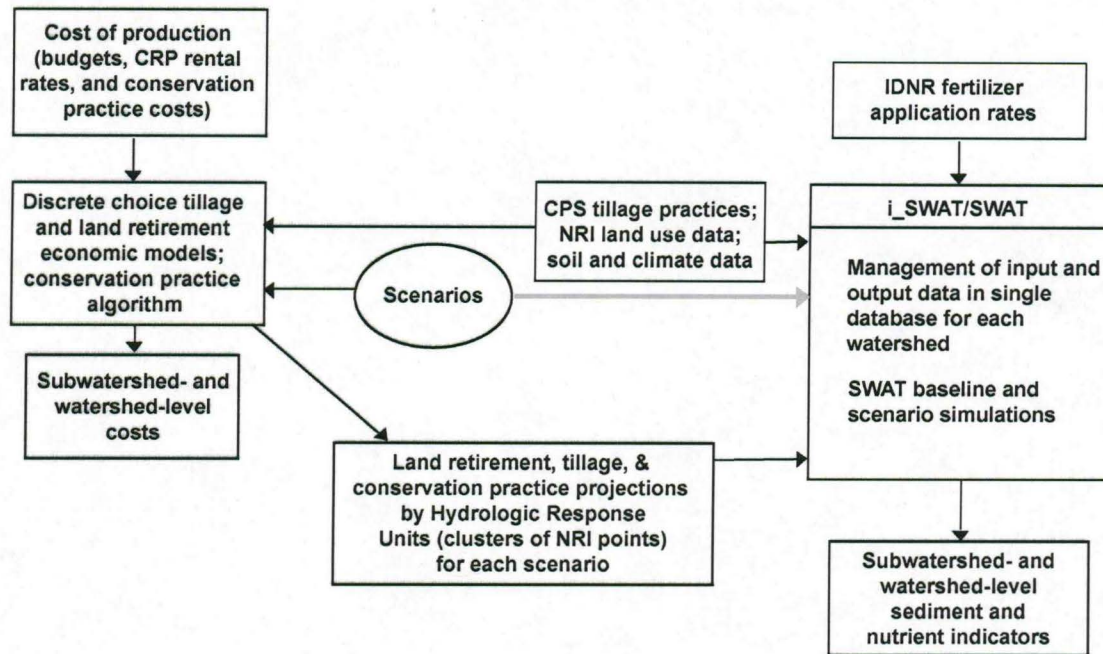 Cost of production
(budgets, CRP rental
rates, and conservation
practice costs)
IDNR fertilizer
application rates
Discrete choice tillage
and land retirement
economic models;
conservation practice
algorithm
CPS tillage practices;
NRI land use data;
soil and climate data
i_SWAT/SWAT
Scenarios
Management of input and
output data in single
database for each
watershed
SWAT baseline and
scenario simulations
Subwatershed- and
watershed-level
costs
Land retirement, tillage, &
conservation practice projections
by Hydrologic Response
Units (clusters of NRI points)
for each scenario
Subwatershed- and
watershed-level
sediment and
nutrient indicators